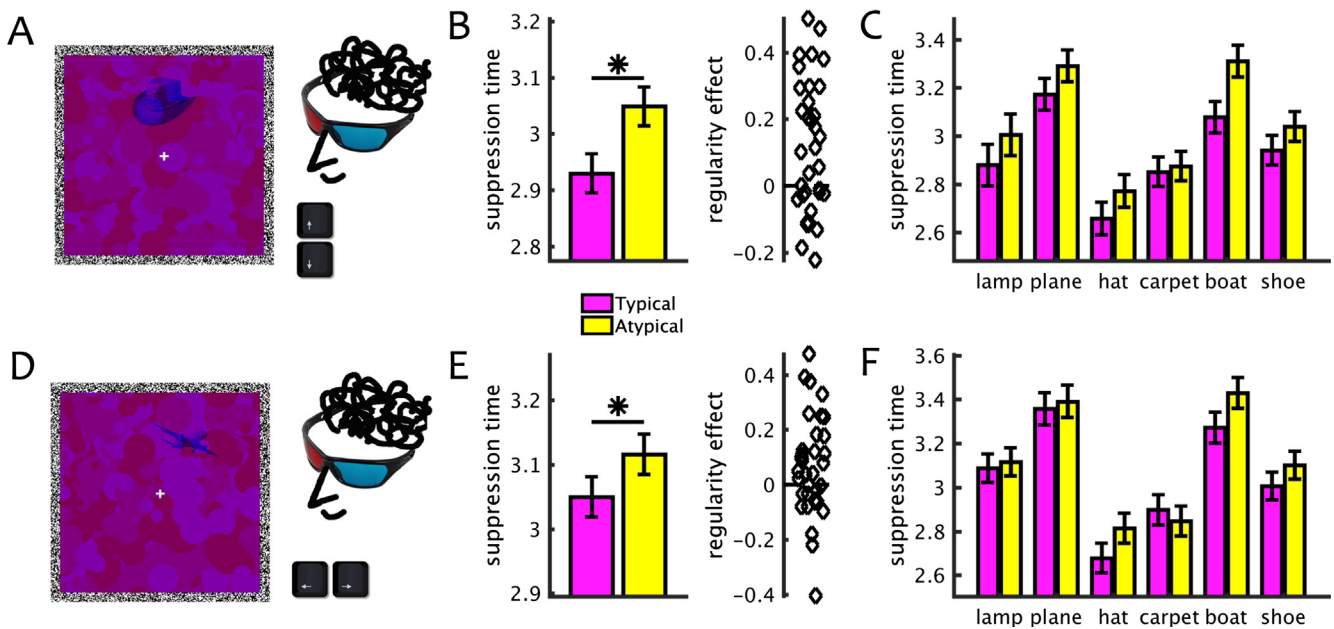 A
B
C
suppression time
3.2
3.1
3
2.9
2.8
*
regularity effect
0.4
0.2
0
-0.2
suppression time
3.4
3.2
3
2.8
2.6
lamp plane hat carpet boat shoe
↑
↓
Typical
Atypical
D
E
F
suppression time
3.2
3.1
3
2.9
*
regularity effect
0.4
0.2
0
-0.2
-0.4
suppression time
3.6
3.4
3.2
3
2.8
2.6
lamp plane hat carpet boat shoe
← →